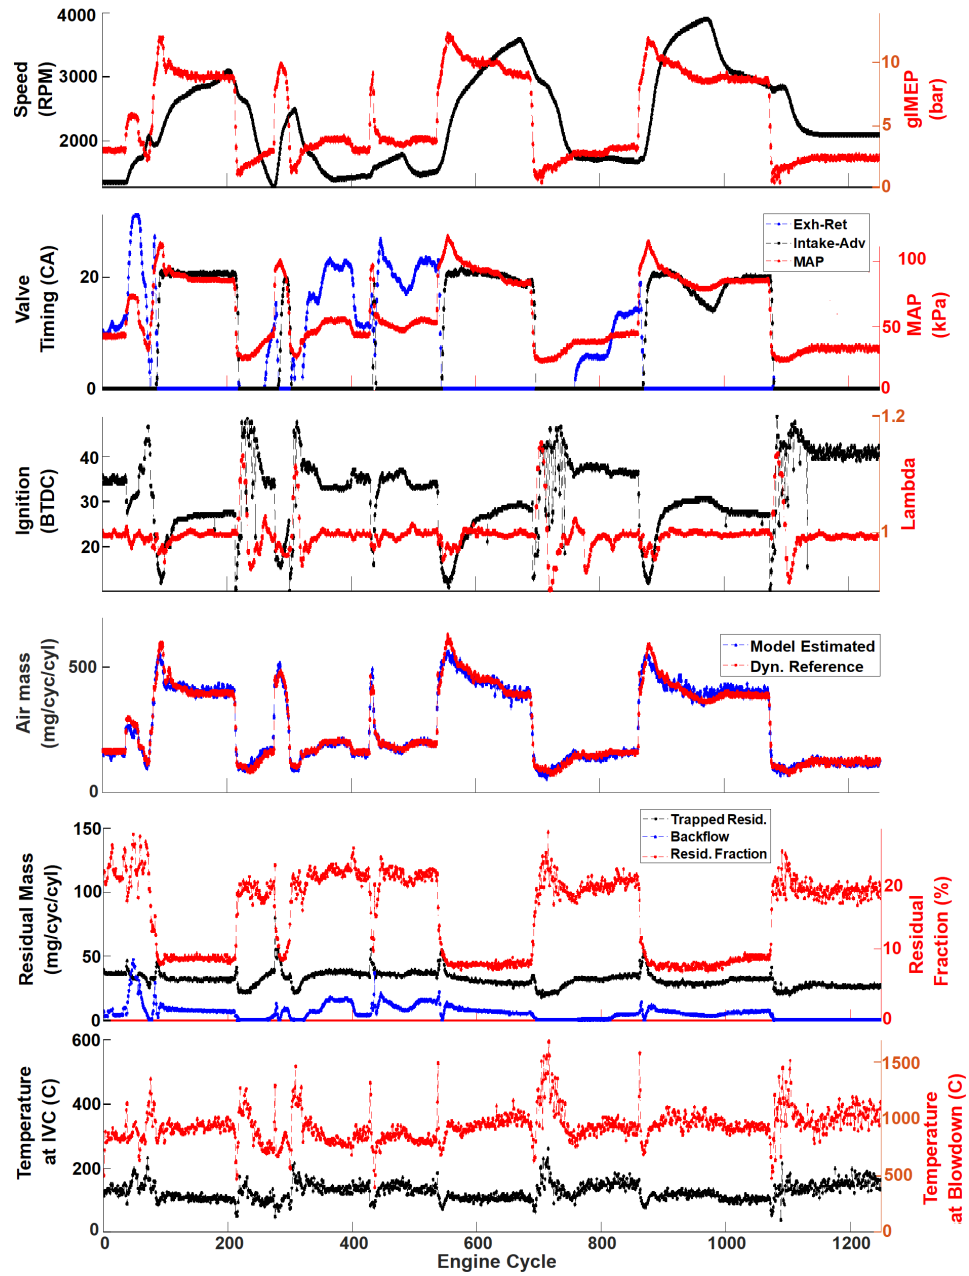 4000
3000
2000
Speed
(RPM)
10
5
0
gIMEP
(bar)
20
10
0
Valve
Timing (CA)
Exh-Ret
Intake-Adv
MAP
100
50
0
MAP
(kPa)
40
30
20
Ignition
(BTDC)
1.2
1
Lambda
500
0
Air mass
(mg/cyc/cyl)
Model Estimated
Dyn. Reference
150
100
50
0
Residual Mass
(mg/cyc/cyl)
Trapped Resid.
Backflow
Resid. Fraction
20
10
0
Residual
Fraction (%)
600
400
200
0
Temperature
at IVC (C)
1500
1000
500
0
Temperature
at Blowdown (C)
0 200 400 600 800 1000 1200
Engine Cycle